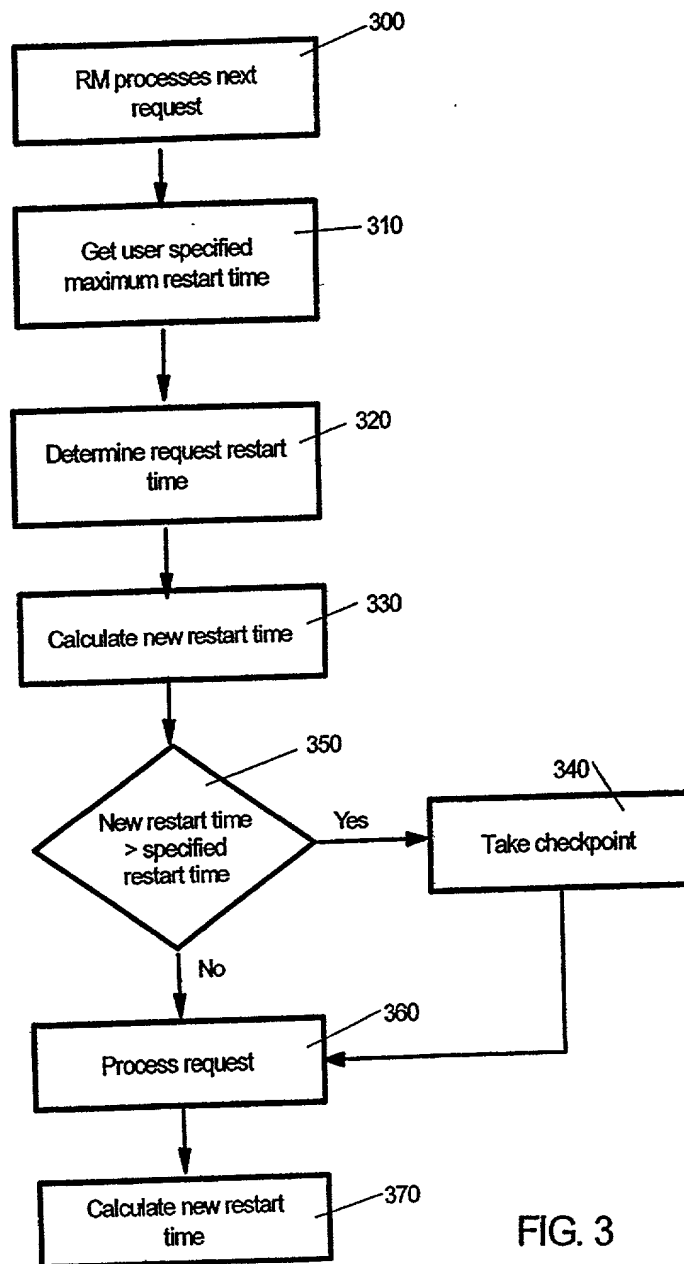 300
RM processes next
request
310
Get user specified
maximum restart time
320
Determine request restart
time
330
Calculate new restart time
350
New restart time
> specified
restart time
Yes
340
Take checkpoint
No
360
Process request
370
Calculate new restart
time
FIG. 3